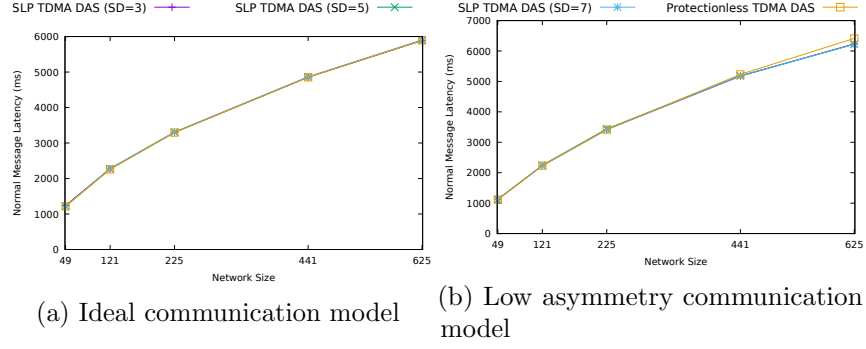 SLP TDMA DAS (SD=3) SLP TDMA DAS (SD=5) SLP TDMA DAS (SD=7) Protectionless TDMA DAS
6000
5000
4000
3000
2000
1000
0
Normal Message Latency (ms)
49 121 225 441 625
Network Size
(a) Ideal communication model
7000
6000
5000
4000
3000
2000
1000
0
Normal Message Latency (ms)
49 121 225 441 625
Network Size
(b) Low asymmetry communication
model